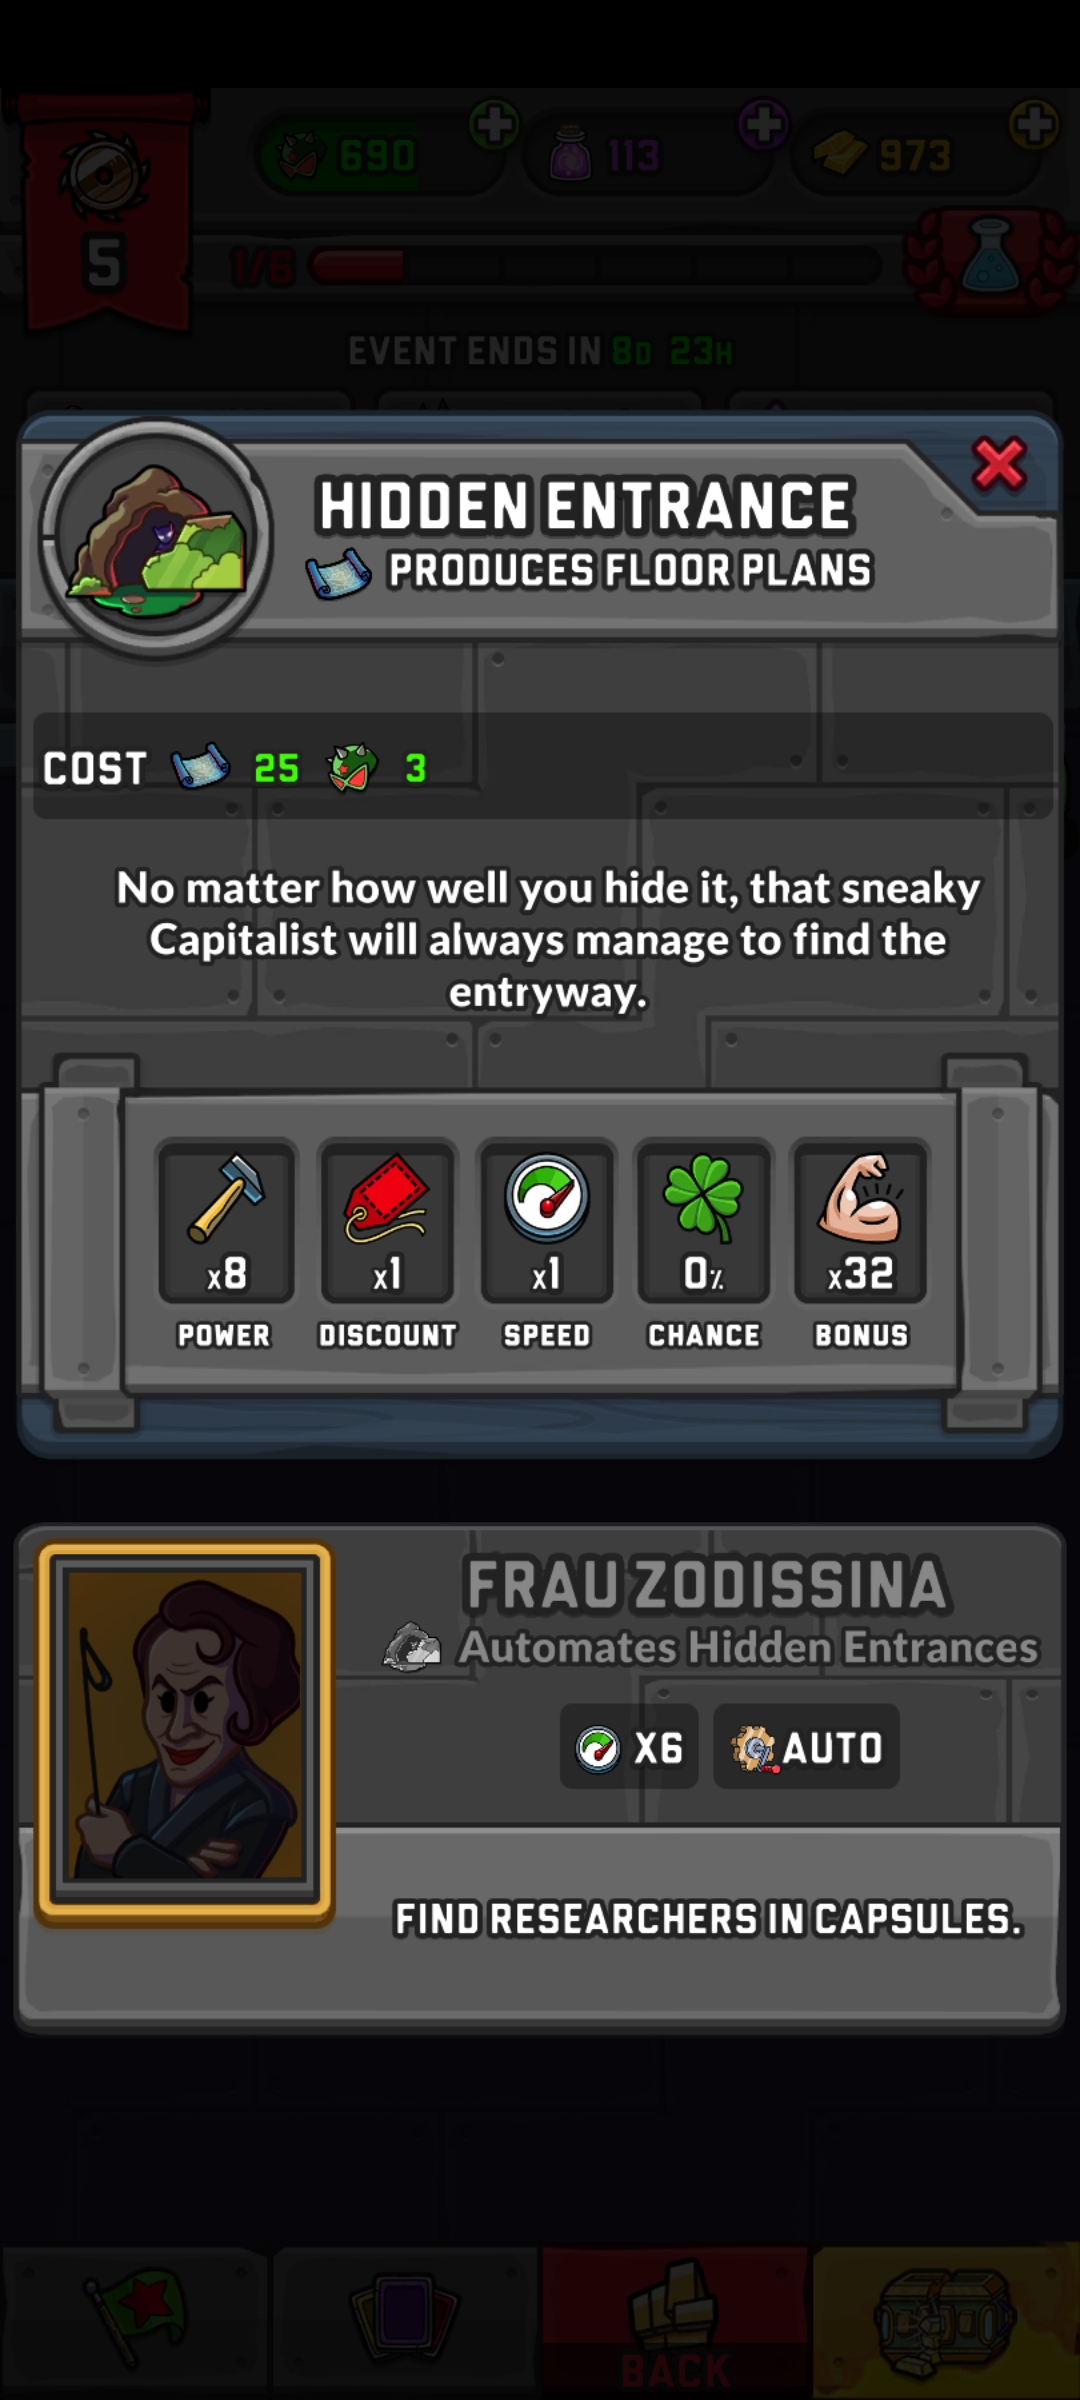 690
113
973
5
1/6
EVENT ENDS IN 8D 23H
HIDDEN ENTRANCE
PRODUCES FLOOR PLANS
COST 25 3
No matter how well you hide it, that sneaky
Capitalist will always manage to find the
entryway.
x8 x1 x1 0% x32
POWER DISCOUNT SPEED CHANCE BONUS
FRAU ZODISSINA
Automates Hidden Entrances
X6 AUTO
FIND RESEARCHERS IN CAPSULES.
BACK